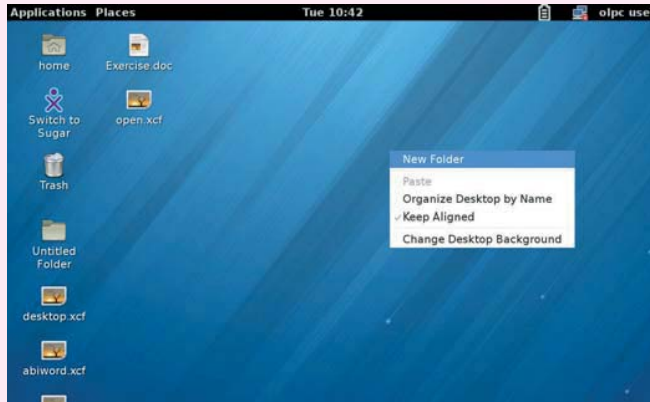 Applications Places Tue 10:42 olpc use
home
Exercise.doc
Switch to
Sugar
open.xcf
Trash
Untitled
Folder
desktop.xcf
abiword.xcf
New Folder
Paste
Organize Desktop by Name
Keep Aligned
Change Desktop Background